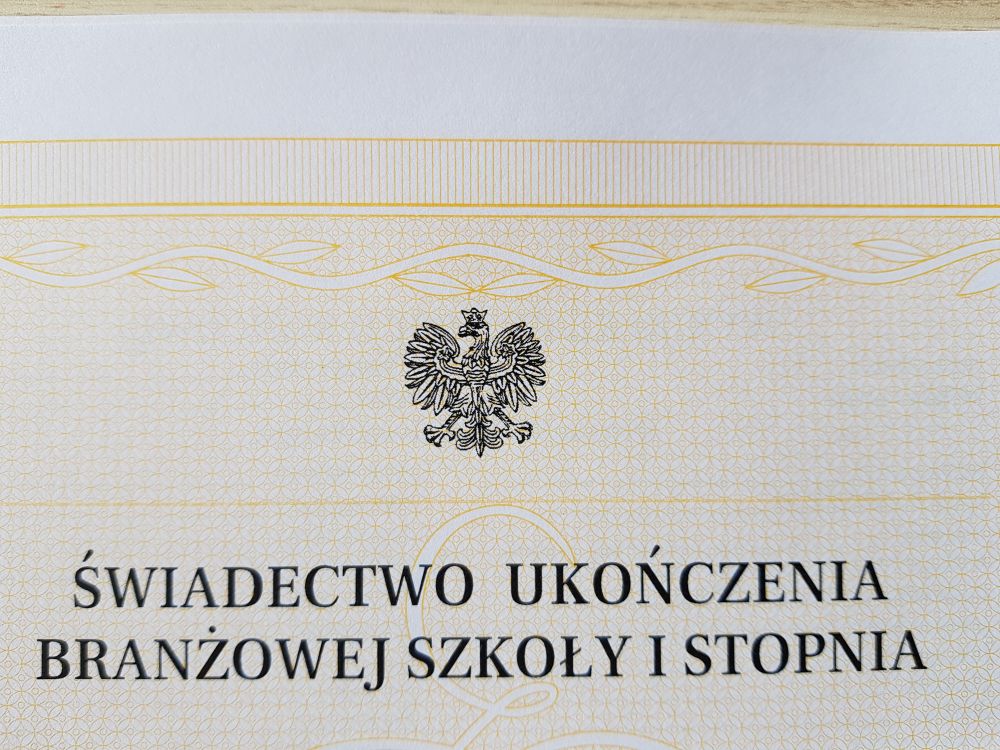 ŚWIADECTWO UKOŃCZENIA
BRANŻOWEJ SZKOŁY I STOPNIA